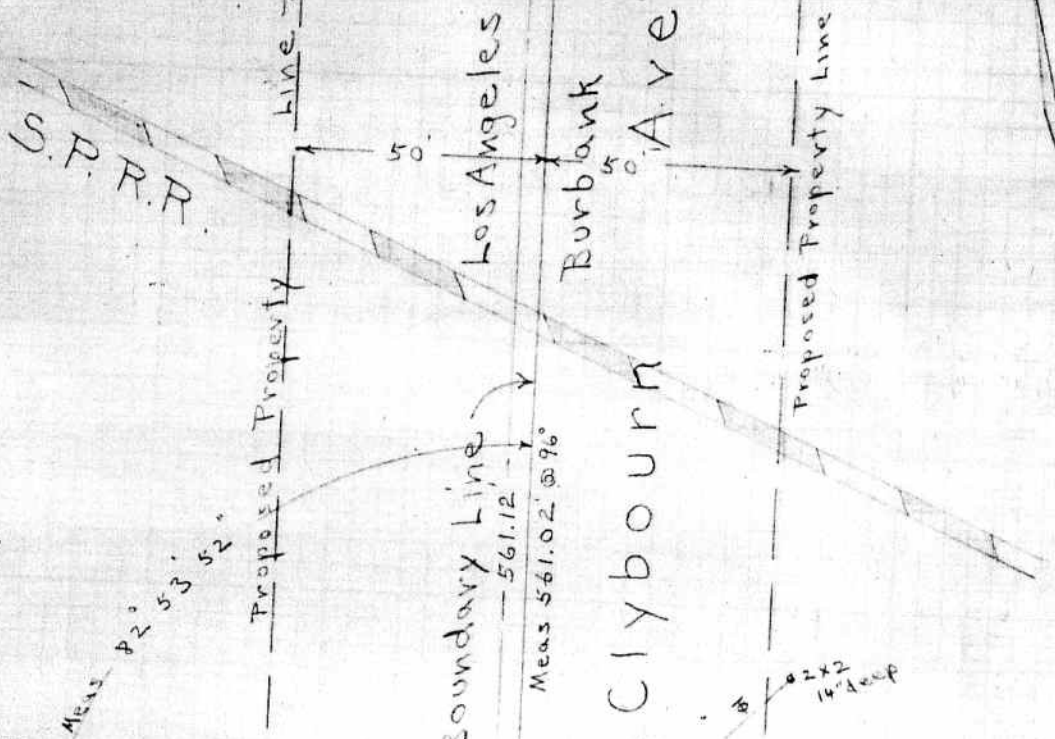 S.P.R.R.
Proposed Property Line
50'
Los Angeles
Burbank
50'
Clybourn Ave
Proposed Property Line
Boundary Line
561.12
Meas 561.02' @ 96°
Meas 82° 53' 52"
2x2
14" deep